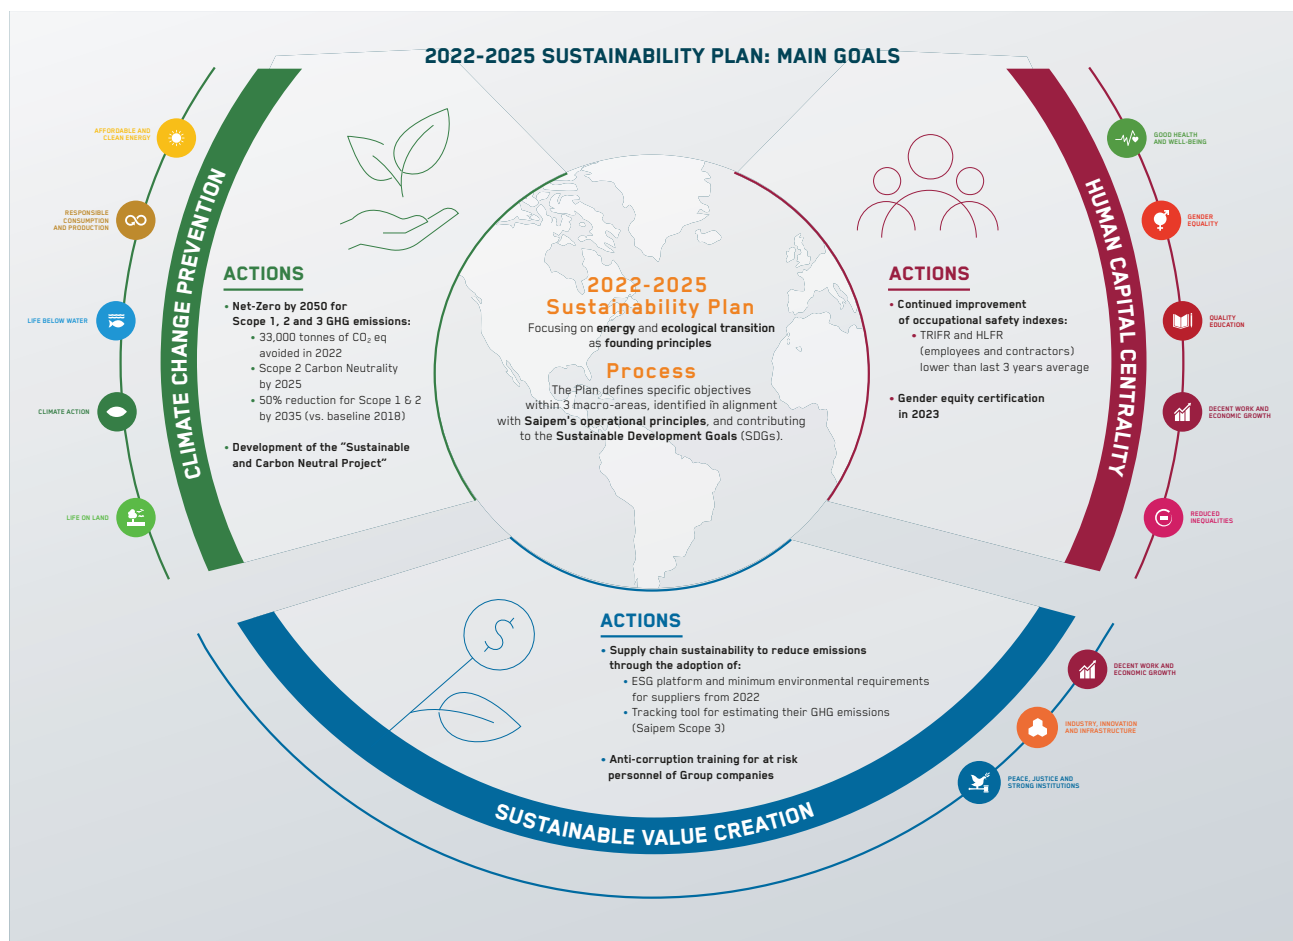 2022-2025 SUSTAINABILITY PLAN: MAIN GOALS
AFFORDABLE AND
CLEAN ENERGY
RESPONSIBLE
CONSUMPTION
AND PRODUCTION
LIFE BELOW WATER
CLIMATE ACTION
LIFE ON LAND
CLIMATE CHANGE PREVENTION
ACTIONS
• Net-Zero by 2050 for
Scope 1, 2 and 3 GHG emissions:
• 33,000 tonnes of CO₂ eq
avoided in 2022
• Scope 2 Carbon Neutrality
by 2025
• 50% reduction for Scope 1 & 2
by 2035 (vs. baseline 2018)
• Development of the “Sustainable
and Carbon Neutral Project”
2022-2025
Sustainability Plan
Focusing on energy and ecological transition
as founding principles
Process
The Plan defines specific objectives
within 3 macro-areas, identified in alignment
with Saipem's operational principles, and contributing
to the Sustainable Development Goals (SDGs).
ACTIONS
• Continued improvement
of occupational safety indexes:
• TRIFR and HLFR
(employees and contractors)
lower than last 3 years average
• Gender equity certification
in 2023
HUMAN CAPITAL CENTRALITY
GOOD HEALTH
AND WELL-BEING
GENDER
EQUALITY
QUALITY
EDUCATION
DECENT WORK AND
ECONOMIC GROWTH
REDUCED
INEQUALITIES
ACTIONS
• Supply chain sustainability to reduce emissions
through the adoption of:
• ESG platform and minimum environmental requirements
for suppliers from 2022
• Tracking tool for estimating their GHG emissions
(Saipem Scope 3)
• Anti-corruption training for at risk
personnel of Group companies
SUSTAINABLE VALUE CREATION
DECENT WORK AND
ECONOMIC GROWTH
INDUSTRY, INNOVATION
AND INFRASTRUCTURE
PEACE, JUSTICE AND
STRONG INSTITUTIONS